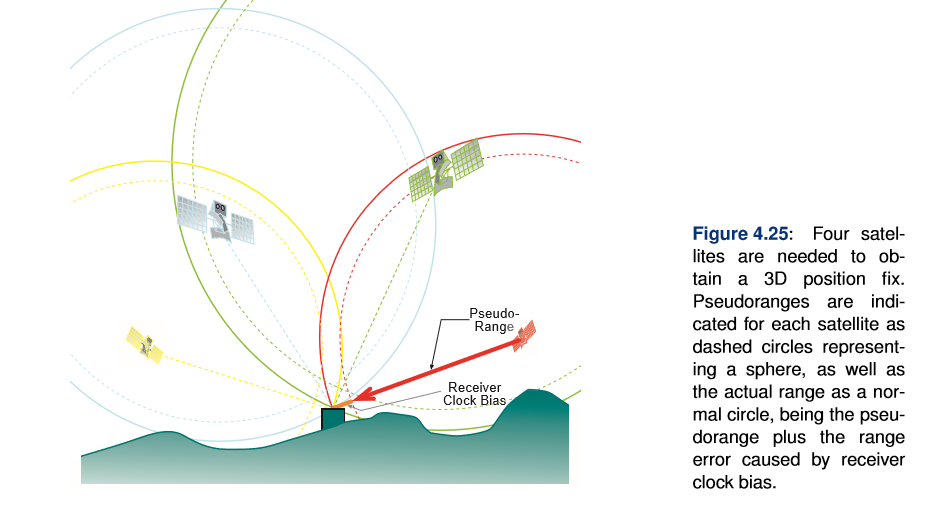 Pseudo-
Range
Receiver
Clock Bias
Figure 4.25: Four satel-
lites are needed to ob-
tain a 3D position fix.
Pseudoranges are indi-
cated for each satellite as
dashed circles represent-
ing a sphere, as well as
the actual range as a nor-
mal circle, being the pseu-
dorange plus the range
error caused by receiver
clock bias.